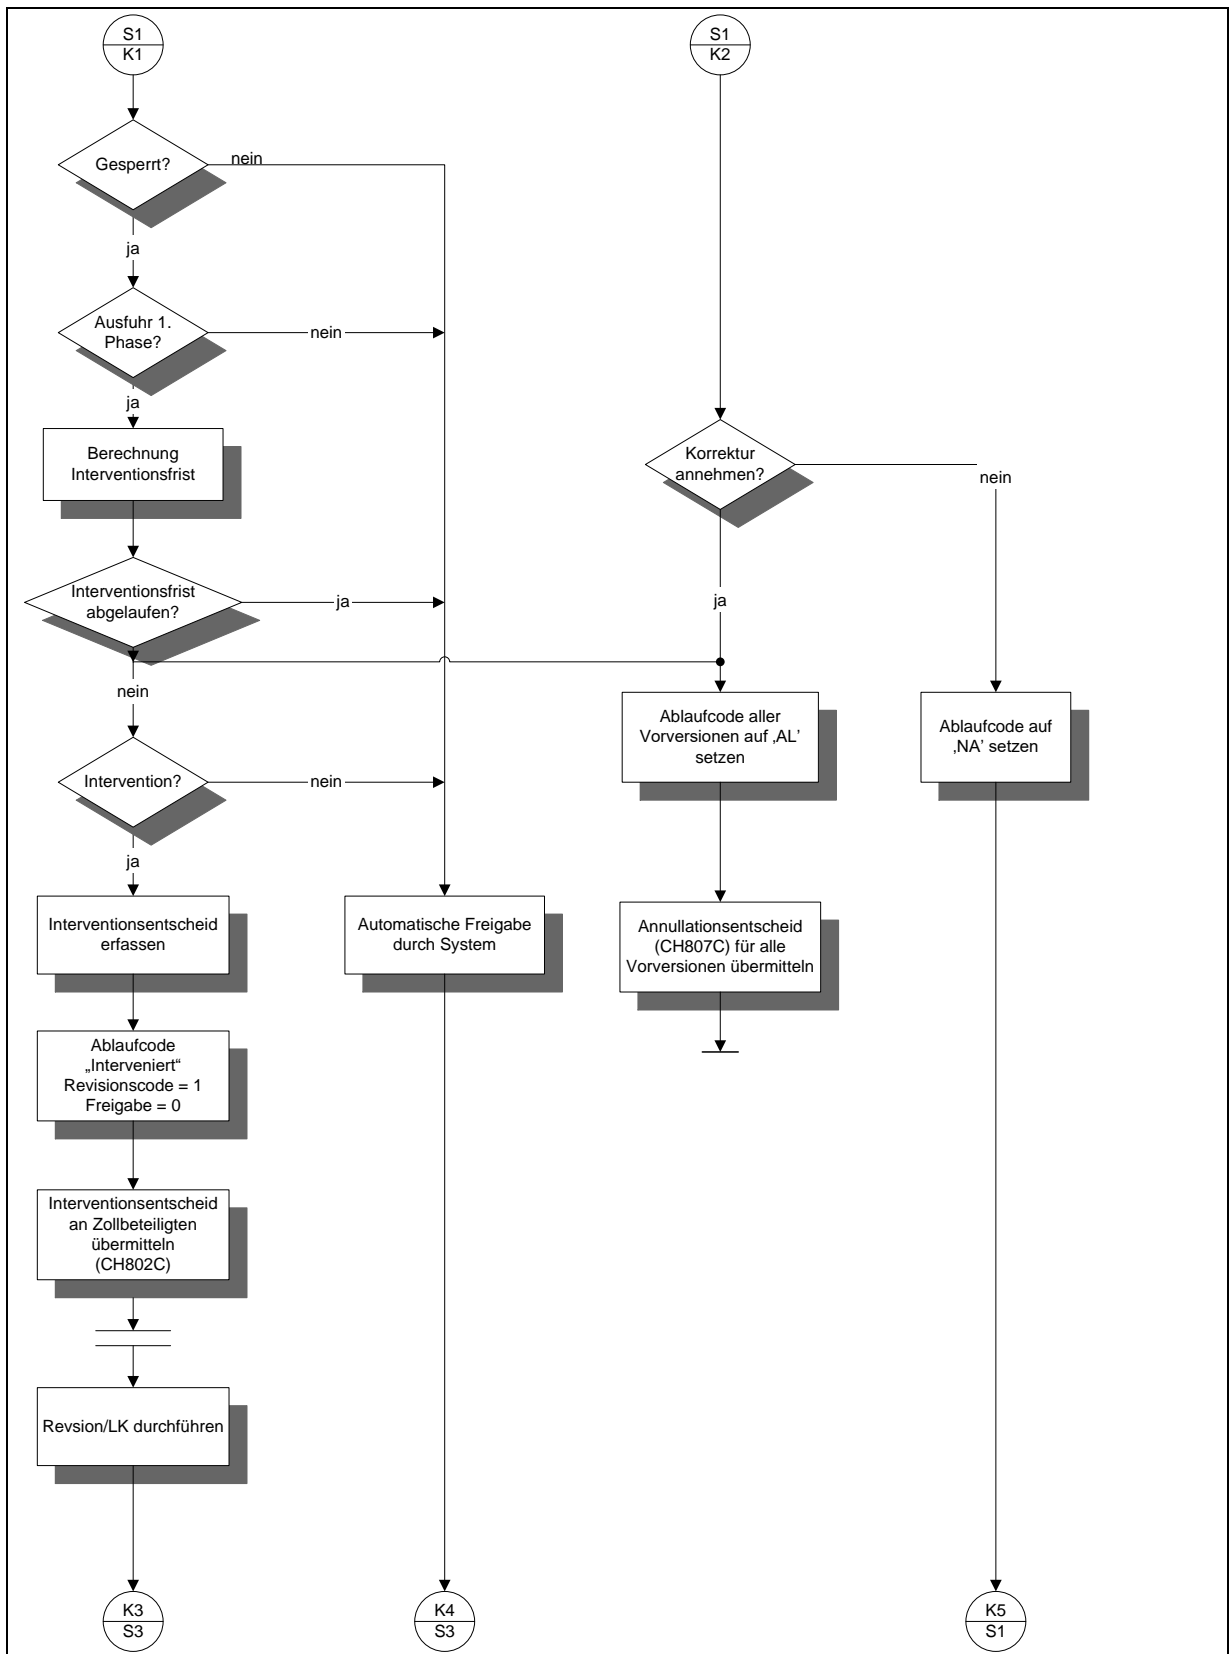 S1
K1
S1
K2
Gesperrt?
nein
ja
Ausfuhr 1.
Phase?
nein
ja
Berechnung
Interventionsfrist
Korrektur
annehmen?
nein
Interventionsfrist
abgelaufen?
ja
ja
nein
Ablaufcode aller
Vorversionen auf ‚AL’
setzen
Ablaufcode auf
‚NA’ setzen
Intervention?
nein
ja
Interventionsentscheid
erfassen
Automatische Freigabe
durch System
Annullationsentscheid
(CH807C) für alle
Vorversionen übermitteln
Ablaufcode
„Interveniert“
Revisionscode = 1
Freigabe = 0
Interventionsentscheid
an Zollbeteiligten
übermitteln
(CH802C)
Revsion/LK durchführen
K3
S3
K4
S3
K5
S1